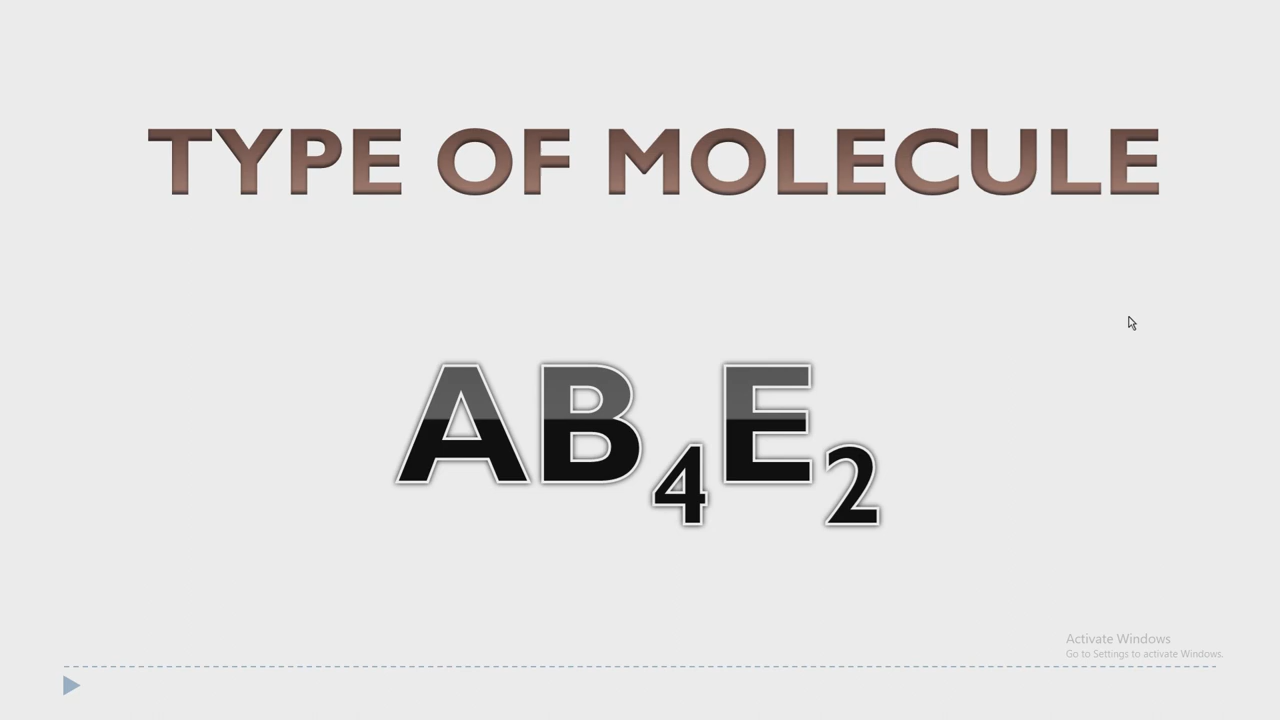 TYPE OF MOLECULE
AB₄E₂
Activate Windows
Go to Settings to activate Windows.